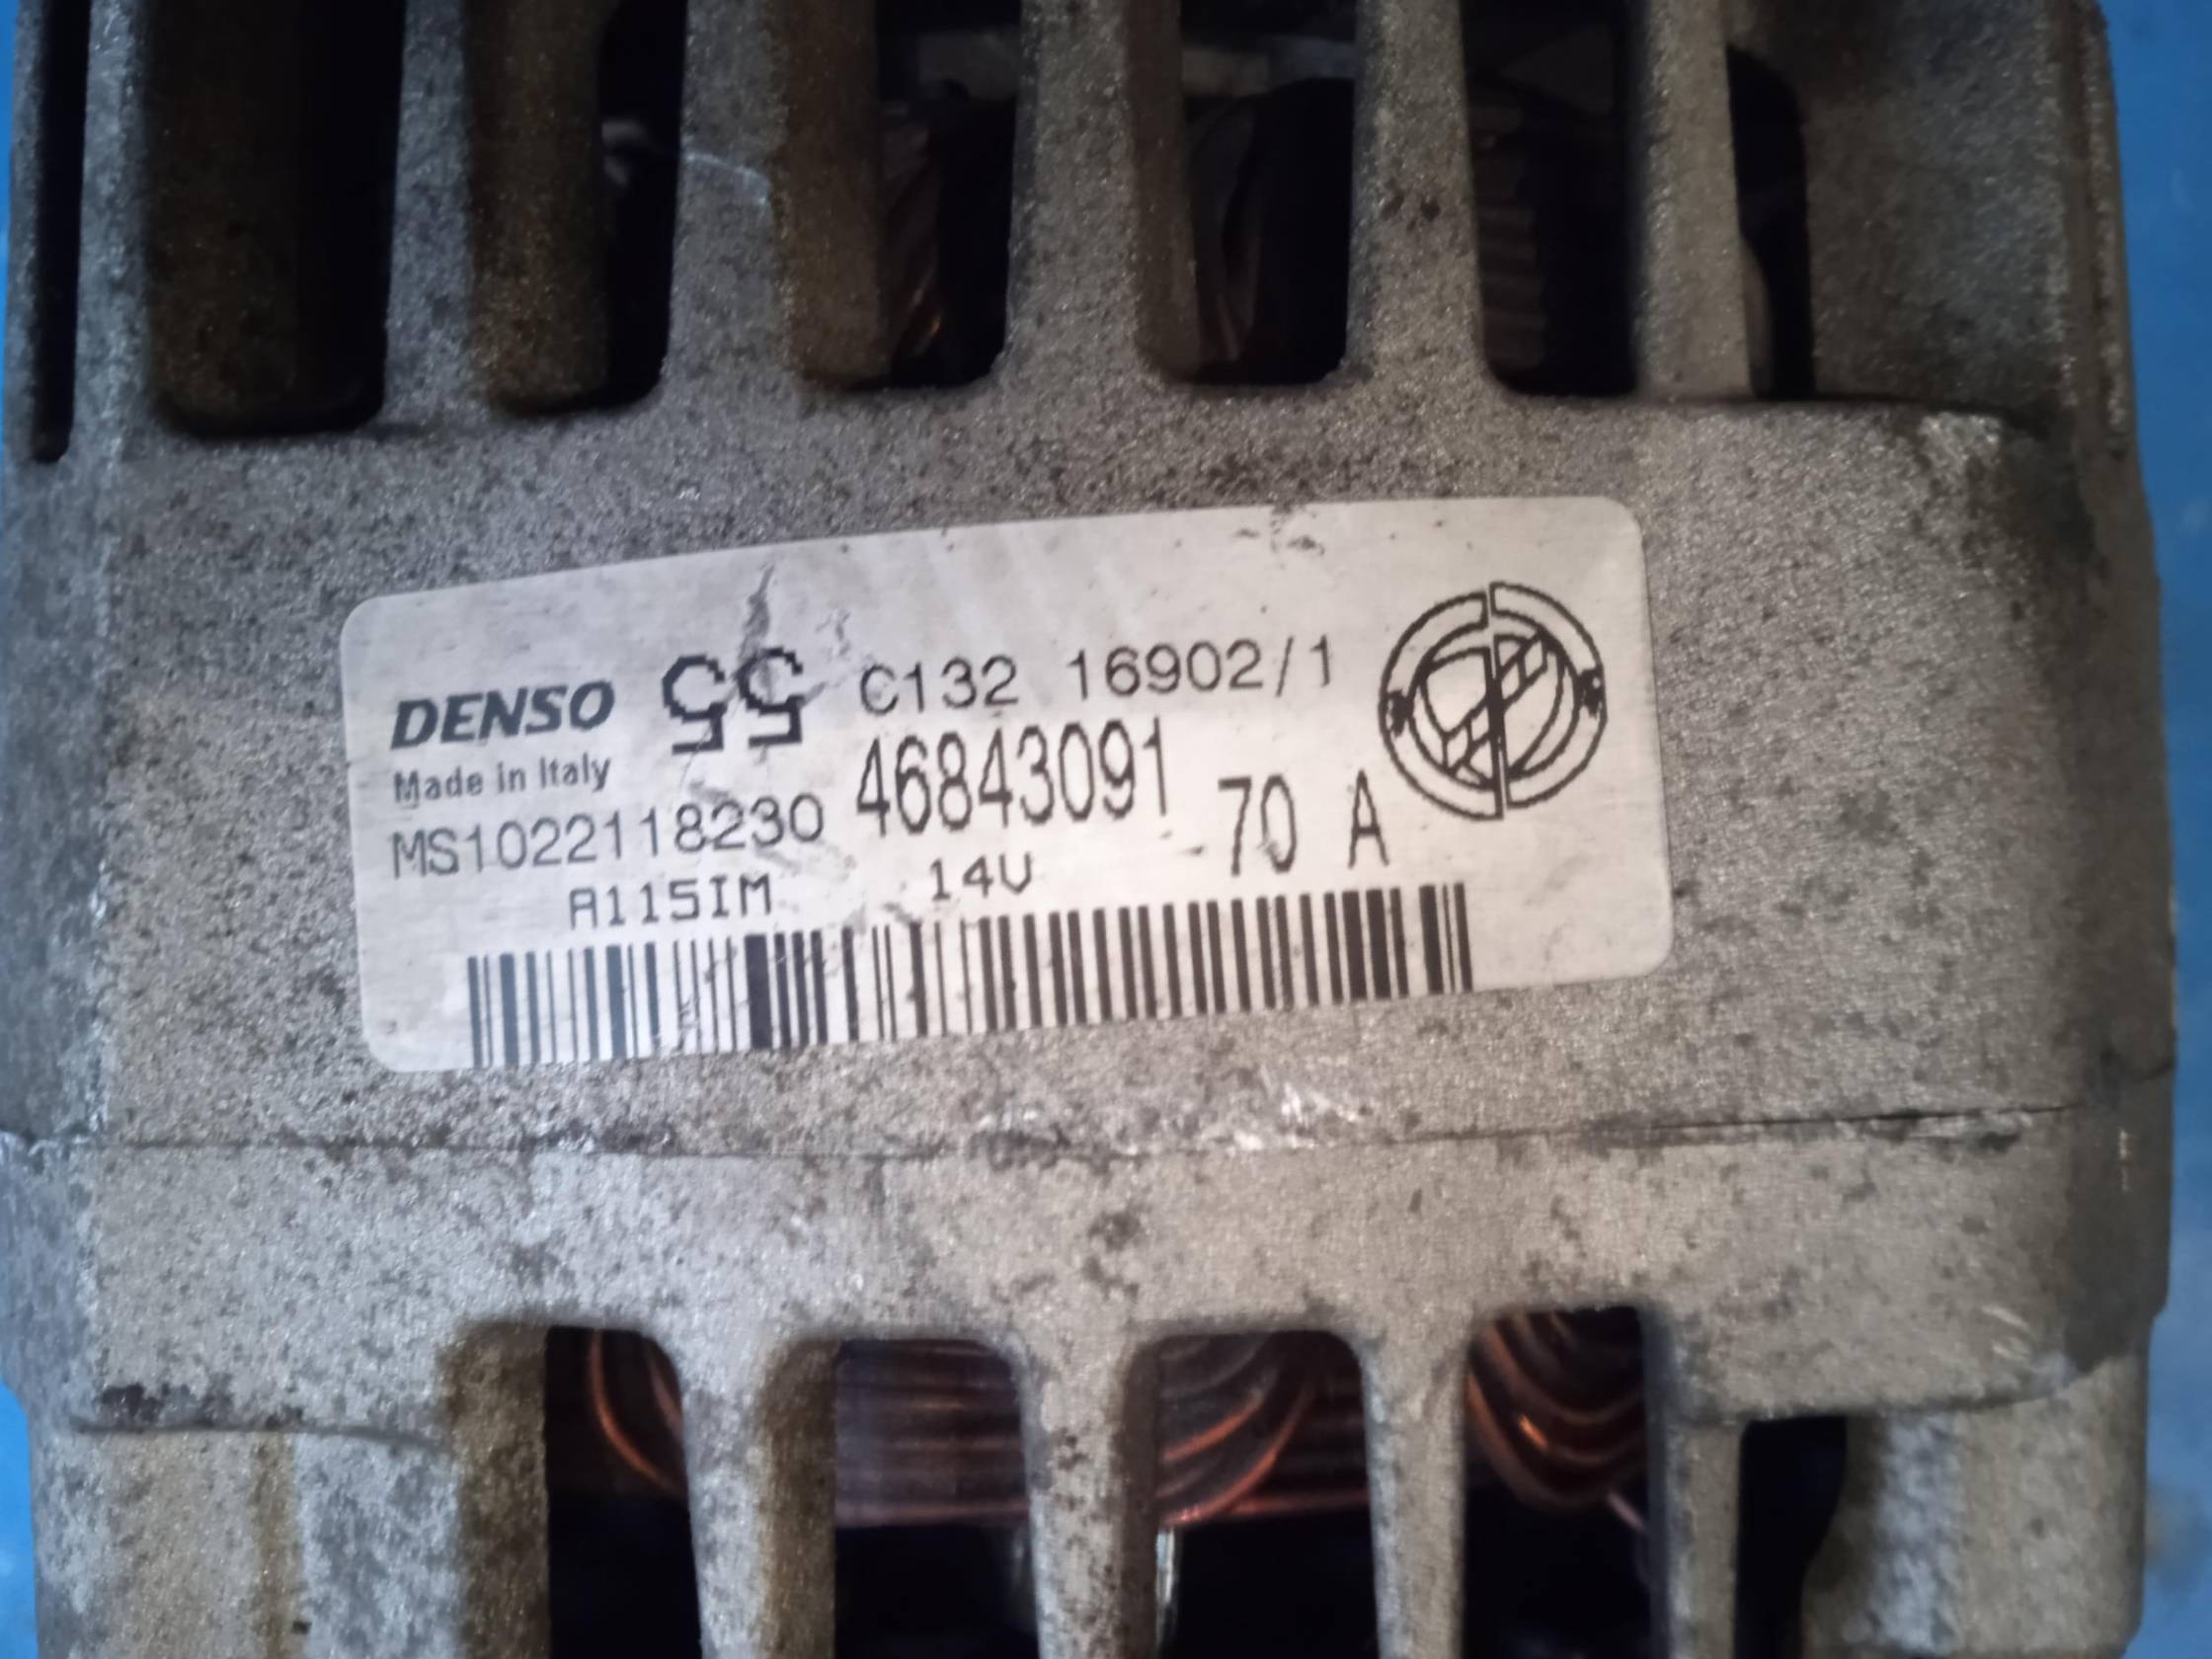 DENSO 55 C132 16902/1
Made in Italy 46843091
MS1022118230 70 A
A115IM 14V